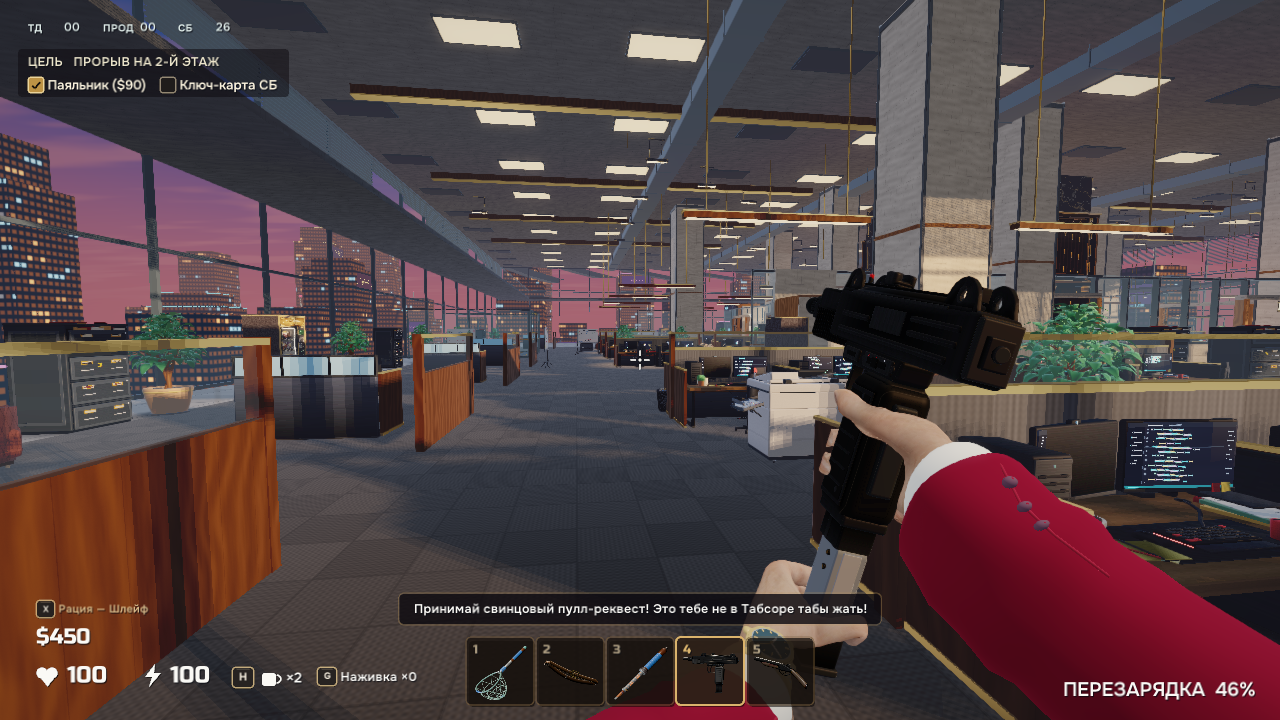 ТД 00 ПРОД 00 СБ 26
ЦЕЛЬ ПРОРЫВ НА 2-Й ЭТАЖ
Паяльник ($90) Ключ-карта СБ
X Рация — Шлейф
$450
100 100 H ×2 G Наживка ×0
Принимай свинцовый пулл-реквест! Это тебе не в Табсоре табы жать!
1 2 3 4 5
ПЕРЕЗАРЯДКА 46%